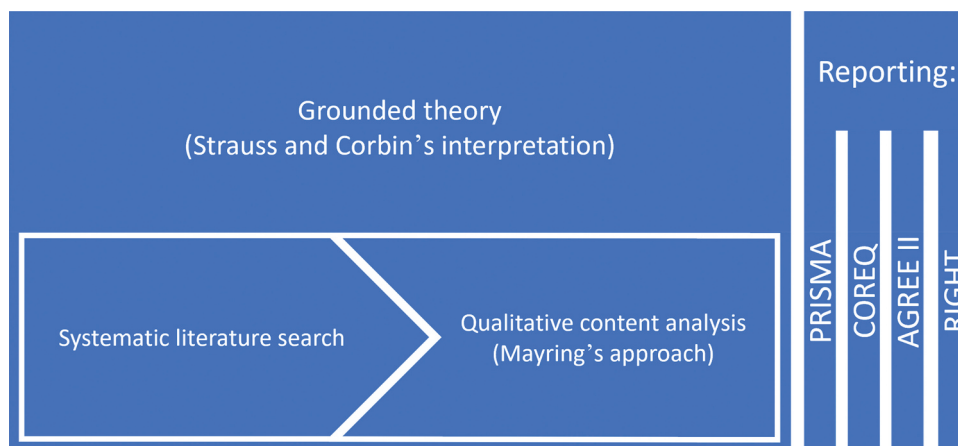 Grounded theory
(Strauss and Corbin’s interpretation)
Systematic literature search
Qualitative content analysis
(Mayring’s approach)
Reporting:
PRISMA
COREQ
AGREE II
RIGHT